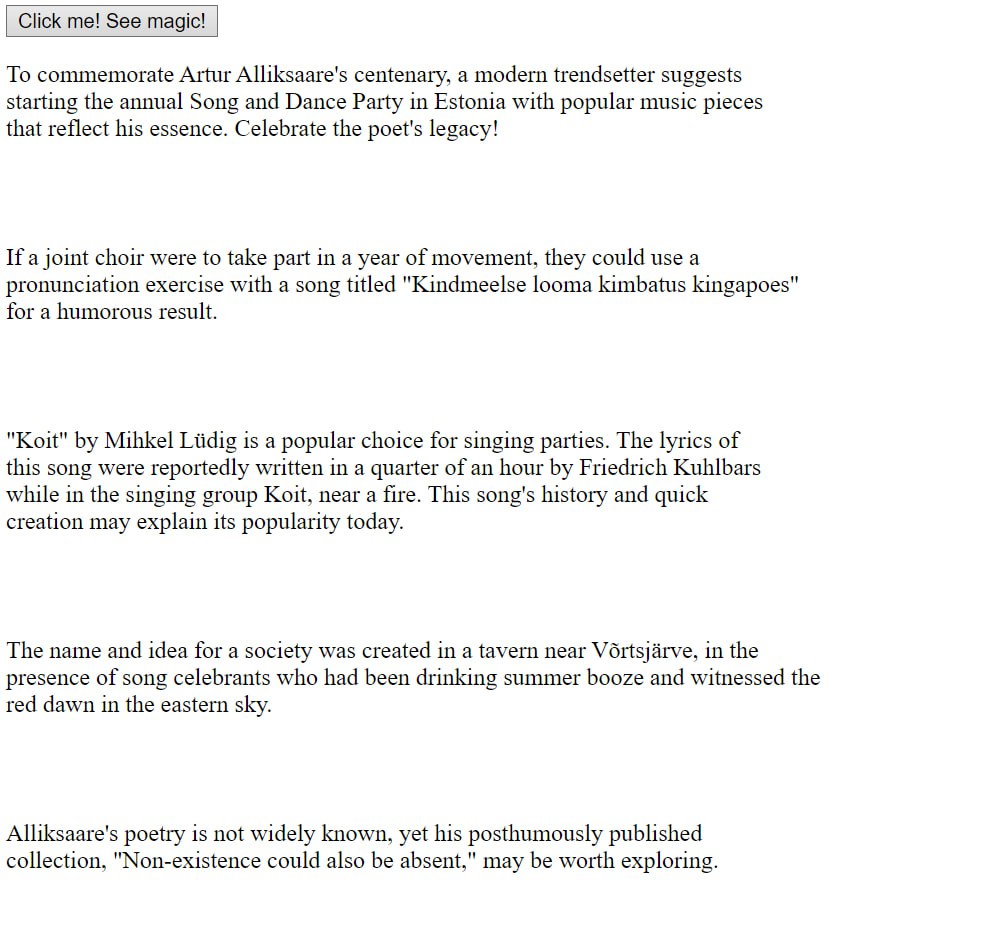 Click me! See magic!
To commemorate Artur Alliksaare's centenary, a modern trendsetter suggests
starting the annual Song and Dance Party in Estonia with popular music pieces
that reflect his essence. Celebrate the poet's legacy!
If a joint choir were to take part in a year of movement, they could use a
pronunciation exercise with a song titled "Kindmeelse looma kimbatus kingapoes"
for a humorous result.
"Koit" by Mihkel Lüdig is a popular choice for singing parties. The lyrics of
this song were reportedly written in a quarter of an hour by Friedrich Kuhlbars
while in the singing group Koit, near a fire. This song's history and quick
creation may explain its popularity today.
The name and idea for a society was created in a tavern near Võrtsjärve, in the
presence of song celebrants who had been drinking summer booze and witnessed the
red dawn in the eastern sky.
Alliksaare's poetry is not widely known, yet his posthumously published
collection, "Non-existence could also be absent," may be worth exploring.